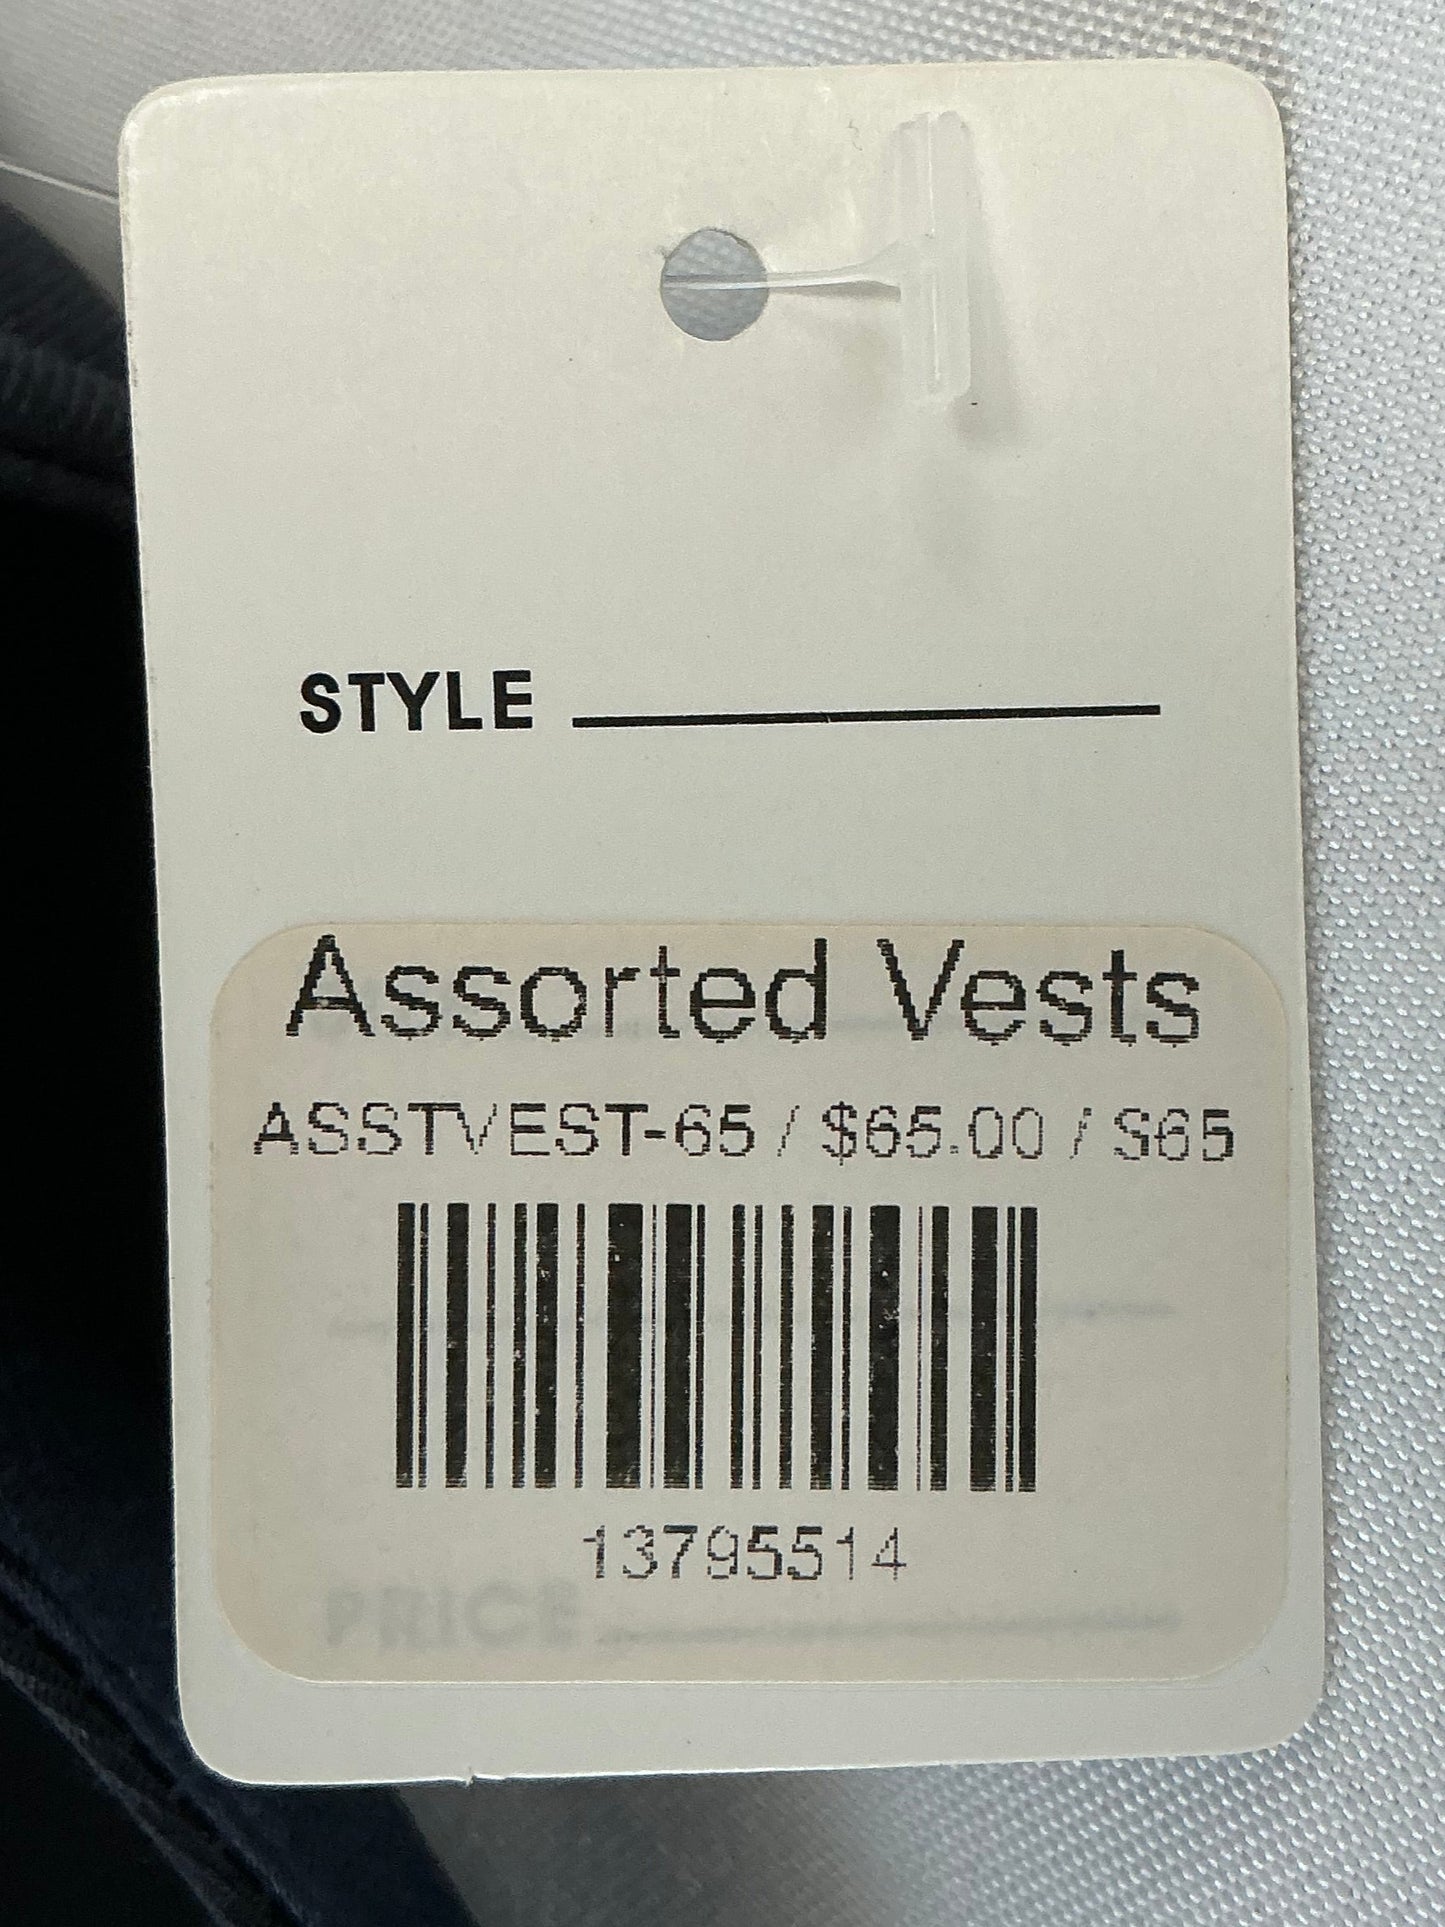 STYLE
Assorted Vests
ASSTVEST-65 / $65.00 / S65
13795514
PRICE